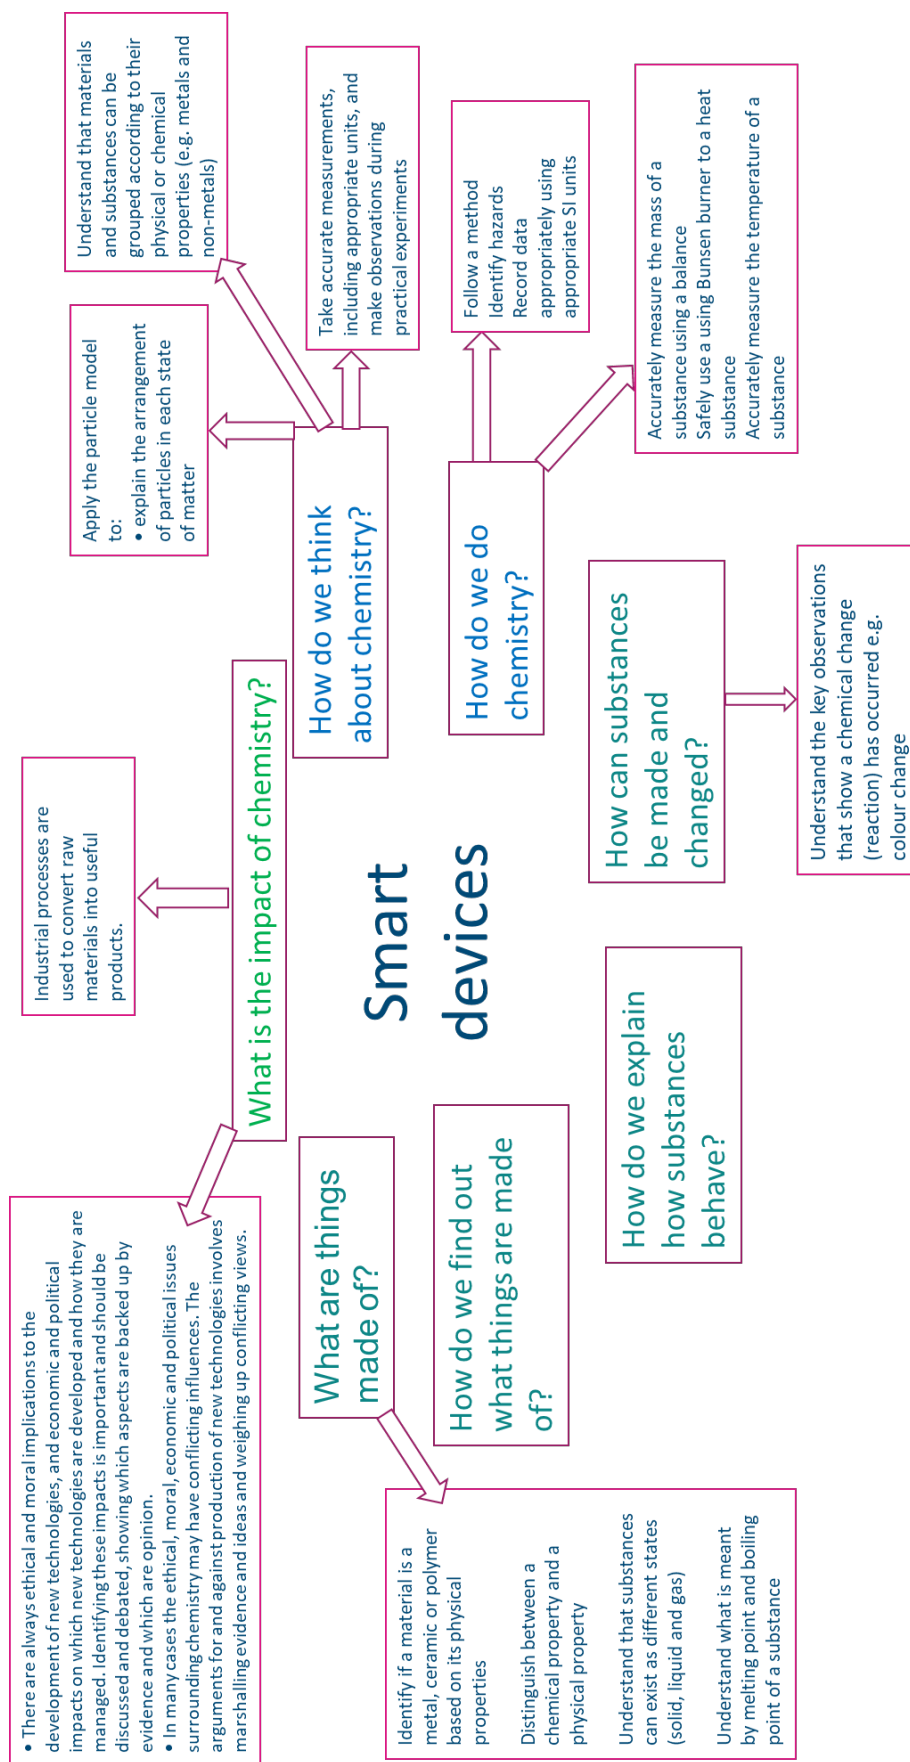 • There are always ethical and moral implications to the
development of new technologies, and economic and political
impacts on which new technologies are developed and how they are
managed. Identifying these impacts is important and should be
discussed and debated, showing which aspects are backed up by
evidence and which are opinion.
• In many cases the ethical, moral, economic and political issues
surrounding chemistry may have conflicting influences. The
arguments for and against production of new technologies involves
marshalling evidence and ideas and weighing up conflicting views.
Industrial processes are
used to convert raw
materials into useful
products.
What is the impact of chemistry?
Apply the particle model
to:
• explain the arrangement
of particles in each state
of matter
Understand that materials
and substances can be
grouped according to their
physical or chemical
properties (e.g. metals and
non-metals)
How do we think
about chemistry?
Take accurate measurements,
including appropriate units, and
make observations during
practical experiments
What are things
made of?
Smart
devices
How do we do
chemistry?
Follow a method
Identify hazards
Record data
appropriately using
appropriate SI units
Identify if a material is a
metal, ceramic or polymer
based on its physical
properties
Distinguish between a
chemical property and a
physical property
Understand that substances
can exist as different states
(solid, liquid and gas)
Understand what is meant
by melting point and boiling
point of a substance
How do we find out
what things are made
of?
How do we explain
how substances
behave?
How can substances
be made and
changed?
Accurately measure the mass of a
substance using a balance
Safely use a using Bunsen burner to a heat
substance
Accurately measure the temperature of a
substance
Understand the key observations
that show a chemical change
(reaction) has occurred e.g.
colour change